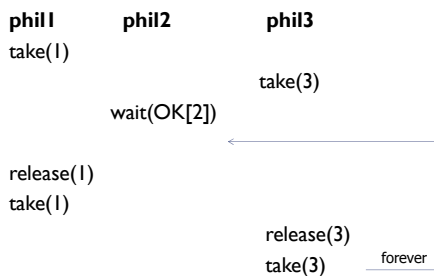 phil1 phil2 phil3
take(1)
take(3)
wait(OK[2])
release(1)
take(1)
release(3)
take(3) forever